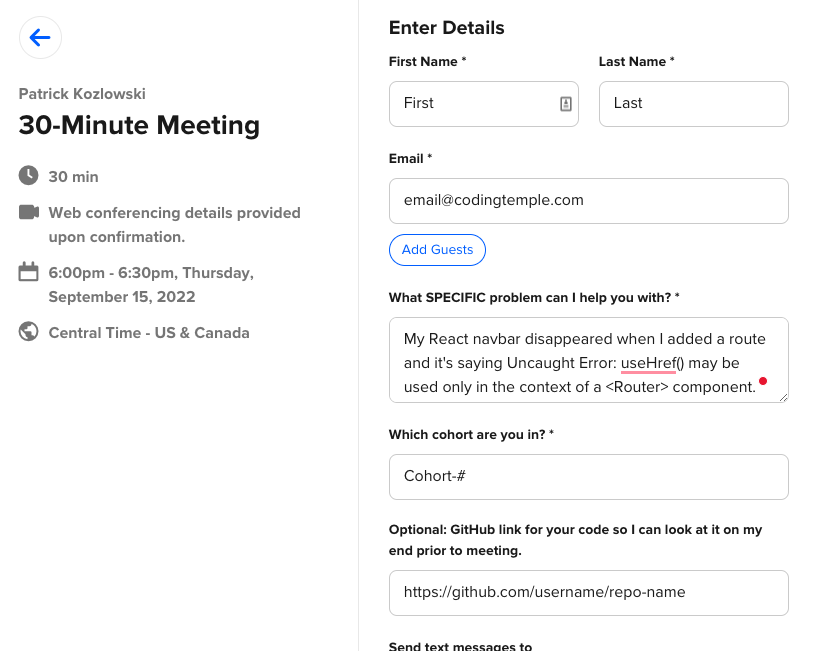 Patrick Kozlowski
30-Minute Meeting
30 min
Web conferencing details provided
upon confirmation.
6:00pm - 6:30pm, Thursday,
September 15, 2022
Central Time - US & Canada
Enter Details
First Name *
Last Name *
First
Last
Email *
email@codingtemple.com
Add Guests
What SPECIFIC problem can I help you with? *
My React navbar disappeared when I added a route
and it's saying Uncaught Error: useHref() may be
used only in the context of a <Router> component.
Which cohort are you in? *
Cohort-#
Optional: GitHub link for your code so I can look at it on my
end prior to meeting.
https://github.com/username/repo-name
Send text messages to